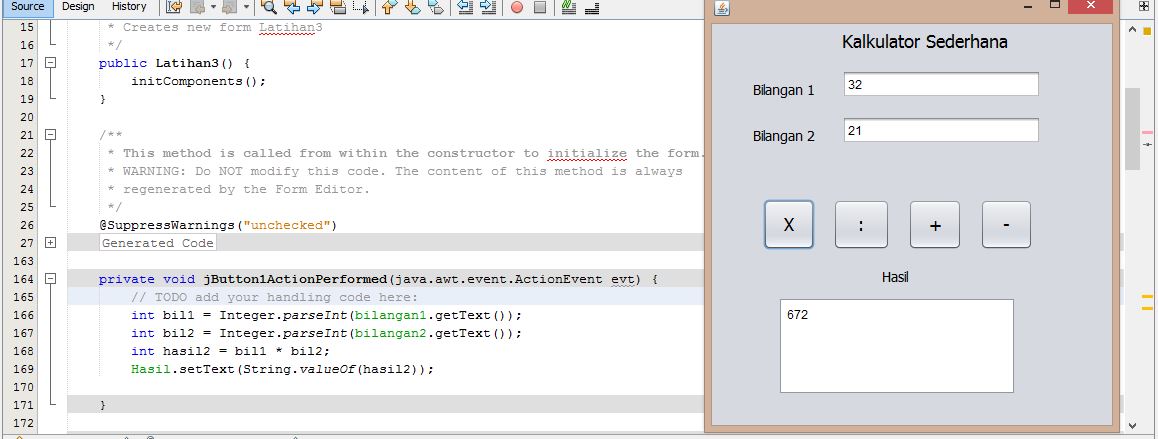 Source Design History
15 * Creates new form Latihan3
16 */
17 public Latihan3() {
18 initComponents();
19 }
20
21 /**
22 * This method is called from within the constructor to initialize the form.
23 * WARNING: Do NOT modify this code. The content of this method is always
24 * regenerated by the Form Editor.
25 */
26 @SuppressWarnings("unchecked")
27 Generated Code
163
164 private void jButton1ActionPerformed(java.awt.event.ActionEvent evt) {
165 // TODO add your handling code here:
166 int bil1 = Integer.parseInt(bilangan1.getText());
167 int bil2 = Integer.parseInt(bilangan2.getText());
168 int hasil2 = bil1 * bil2;
169 Hasil.setText(String.valueOf(hasil2));
170
171 }
172
Kalkulator Sederhana
Bilangan 1 32
Bilangan 2 21
X : + -
Hasil
672